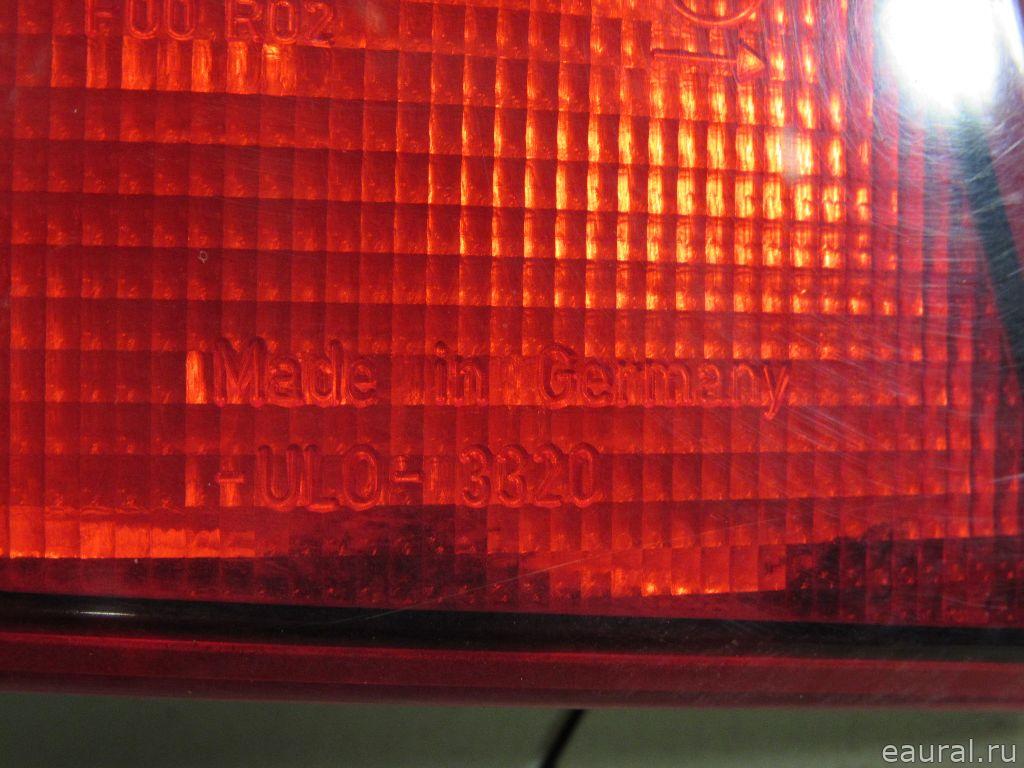 F00 R02
Made in Germany
-ULO- 3320
eaural.ru